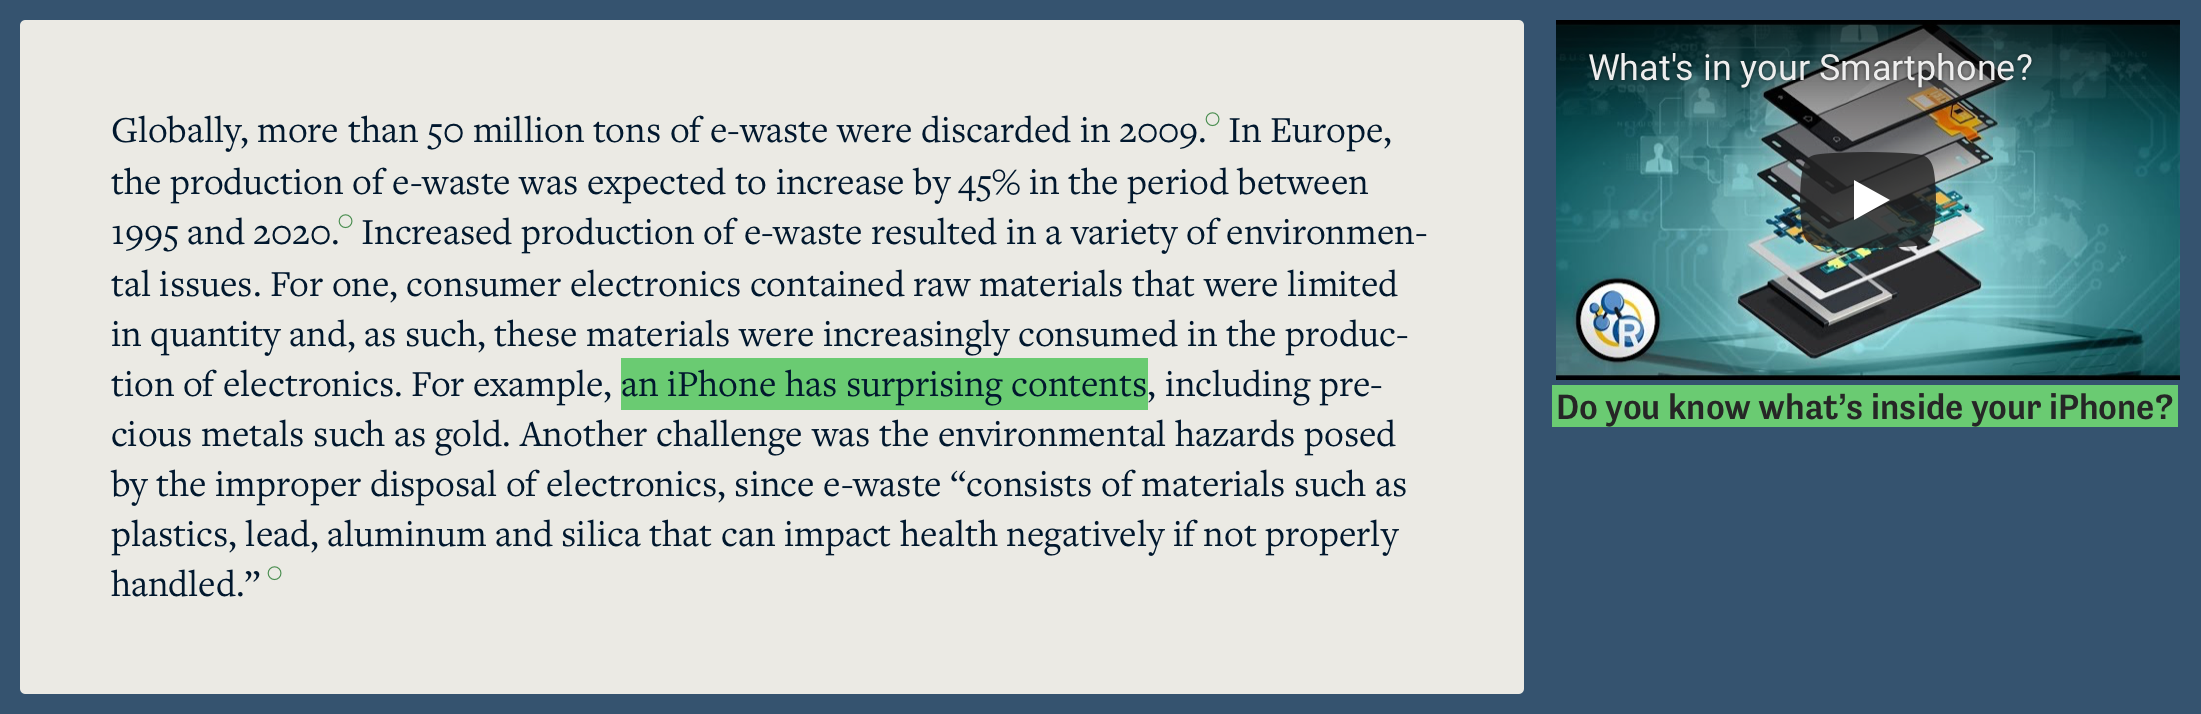 Globally, more than 50 million tons of e-waste were discarded in 2009.○ In Europe,
the production of e-waste was expected to increase by 45% in the period between
1995 and 2020.○ Increased production of e-waste resulted in a variety of environmen-
tal issues. For one, consumer electronics contained raw materials that were limited
in quantity and, as such, these materials were increasingly consumed in the produc-
tion of electronics. For example, an iPhone has surprising contents, including pre-
cious metals such as gold. Another challenge was the environmental hazards posed
by the improper disposal of electronics, since e-waste “consists of materials such as
plastics, lead, aluminum and silica that can impact health negatively if not properly
handled.” ○
What's in your Smartphone?
R
Do you know what’s inside your iPhone?